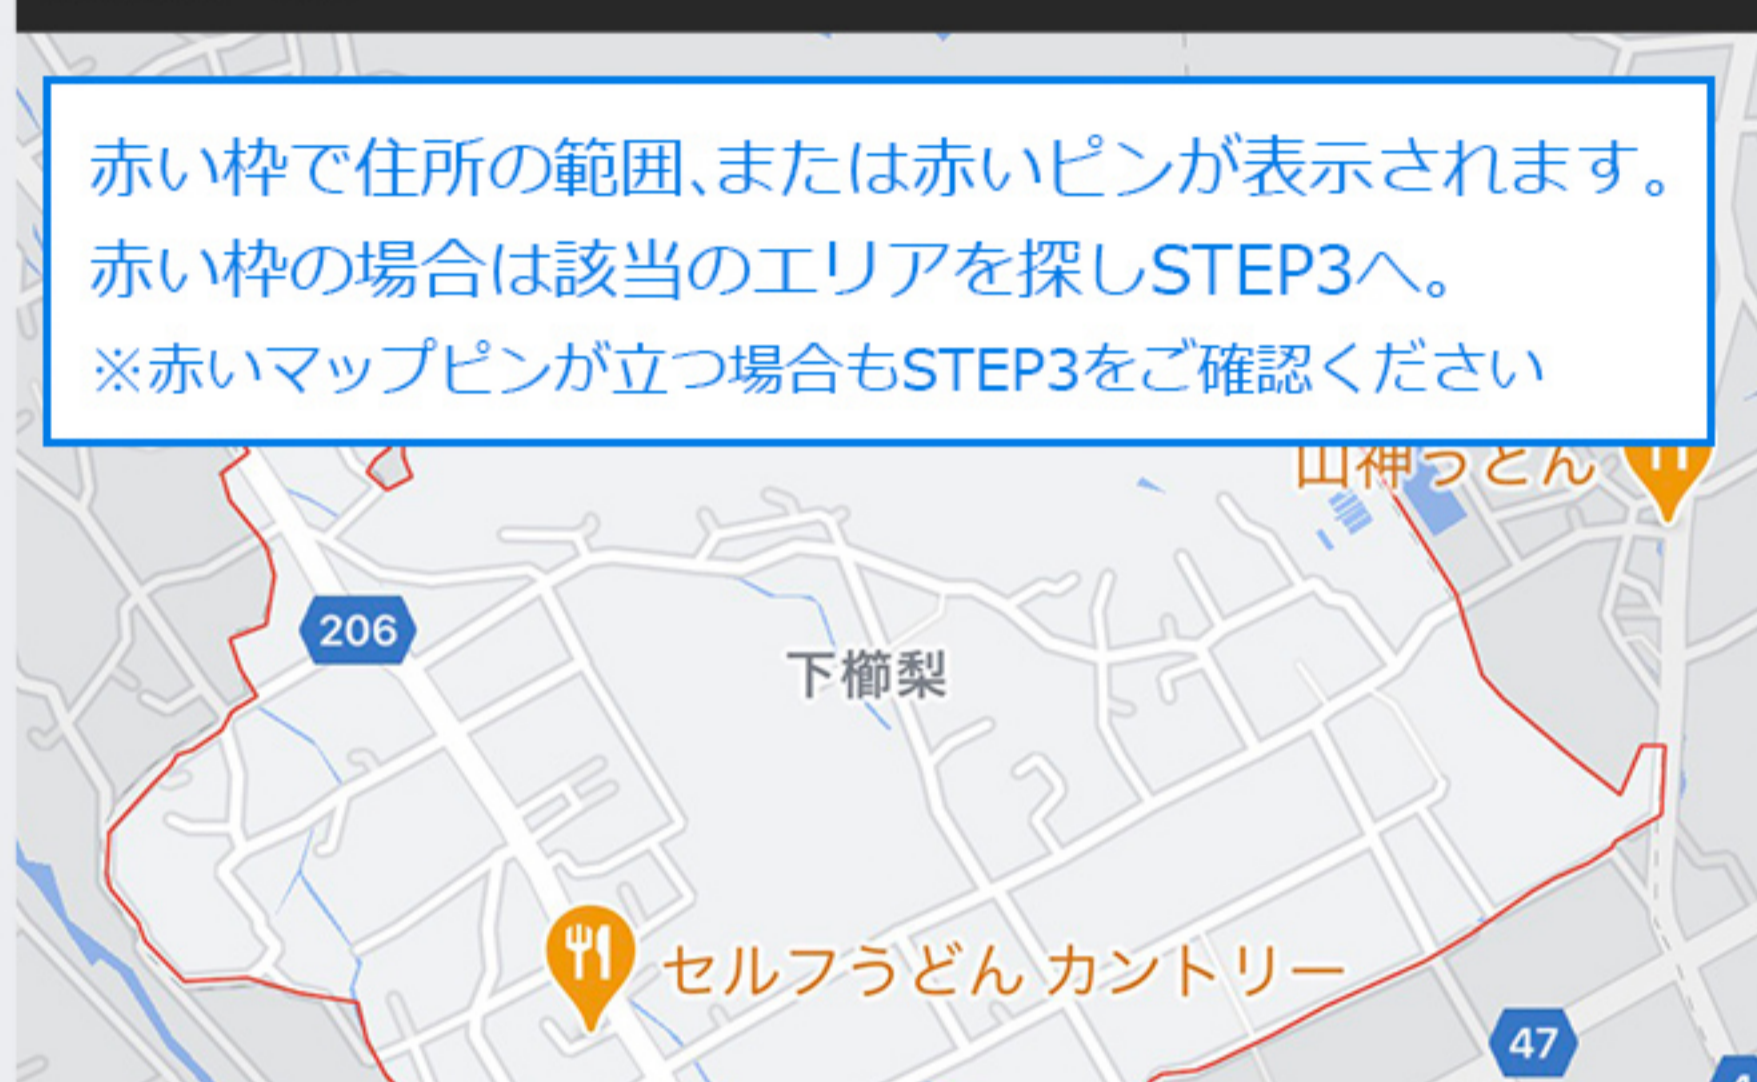 赤い枠で住所の範囲、または赤いピンが表示されます。
赤い枠の場合は該当のエリアを探しSTEP3へ。
※赤いマップピンが立つ場合もSTEP3をご確認ください
山神うどん
206
下櫛梨
セルフうどん カントリー
47